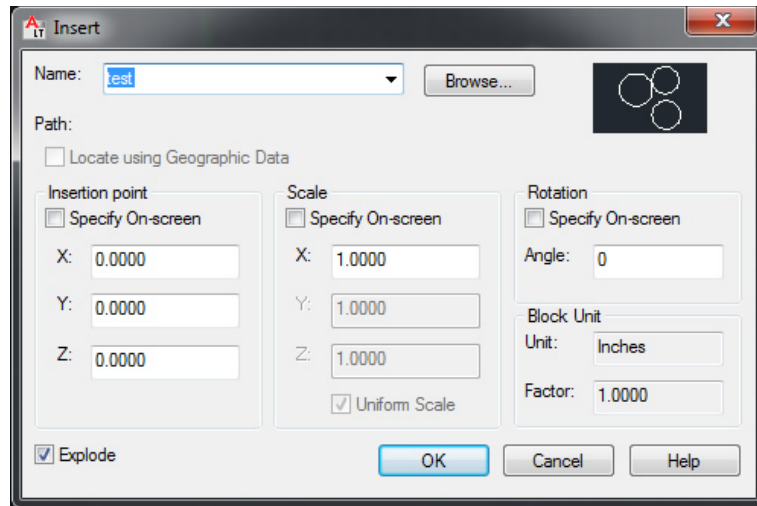 A LT Insert
Name: test Browse...
Path:
Locate using Geographic Data
Insertion point Scale Rotation
Specify On-screen Specify On-screen Specify On-screen
X: 0.0000 X: 1.0000 Angle: 0
Y: 0.0000 Y: 1.0000 Block Unit
Unit: Inches
Z: 0.0000 Z: 1.0000
Factor: 1.0000
Uniform Scale
Explode OK Cancel Help